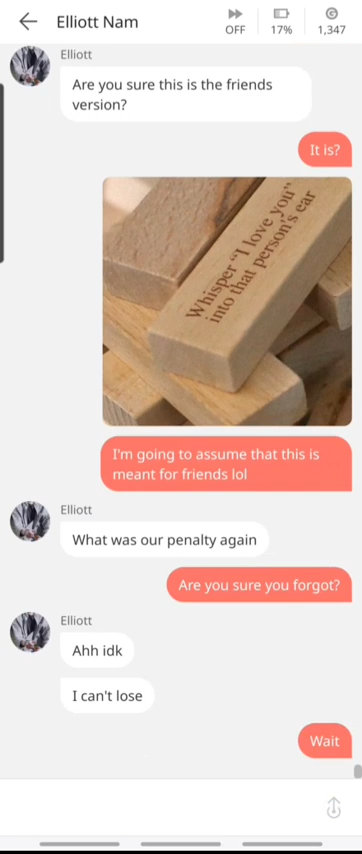 Elliott Nam
OFF
17%
1,347
Elliott
Are you sure this is the friends
version?
It is?
Whisper “I love you”
into that person's ear
I'm going to assume that this is
meant for friends lol
Elliott
What was our penalty again
Are you sure you forgot?
Elliott
Ahh idk
I can't lose
Wait